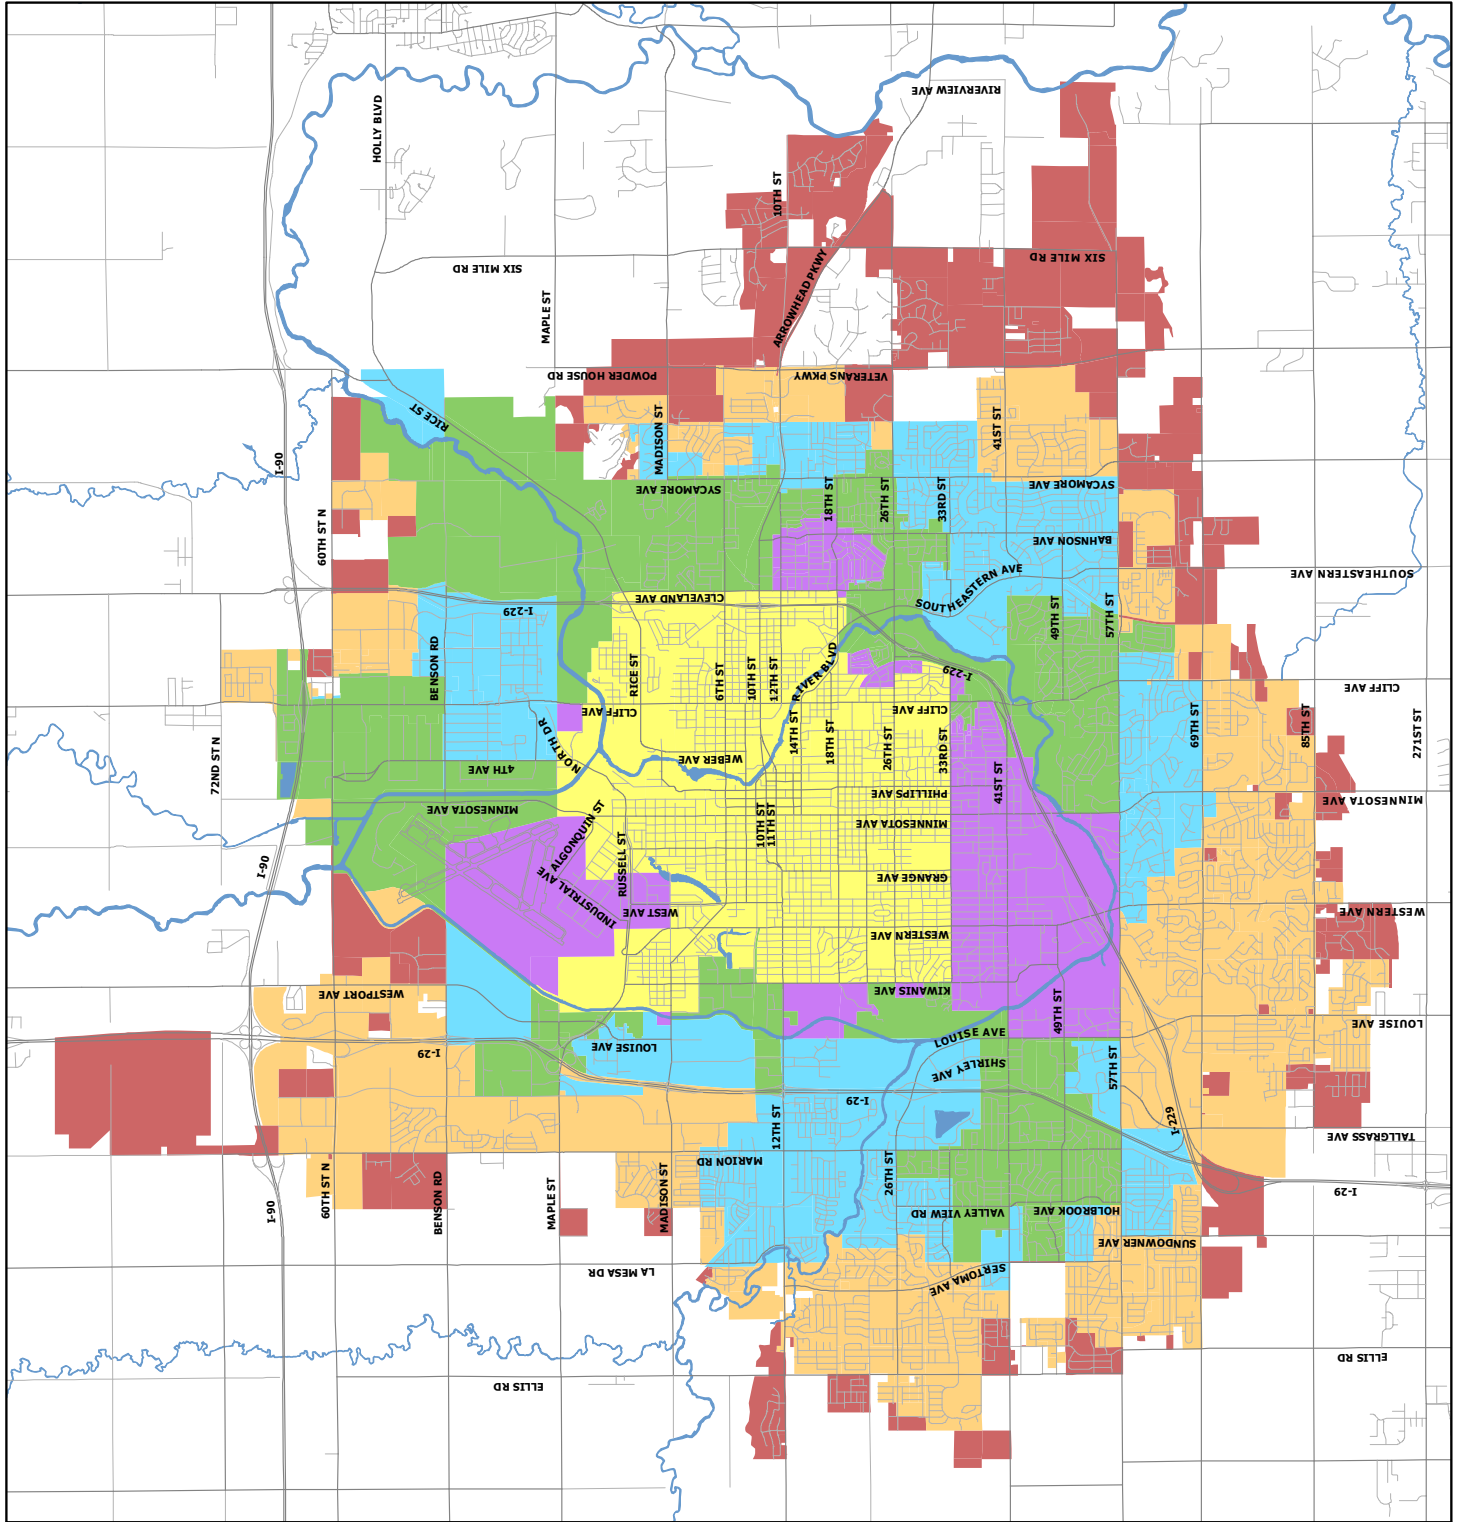 RIVERVIEW AVE
HOLLY BLVD
10TH ST
SIX MILE RD
SIX MILE RD
ARROWHEAD PKWY
MAPLE ST
POWDER HOUSE RD
VETERANS PKWY
RICE ST
MADISON ST
41ST ST
I-90
SYCAMORE AVE
SYCAMORE AVE
18TH ST
26TH ST
33RD ST
60TH ST N
BAHNSON AVE
SOUTHEASTERN AVE
SOUTHEASTERN AVE
CLEVELAND AVE
I-229
49TH ST
57TH ST
BENSON RD
RICE ST
6TH ST
10TH ST
12TH ST
RIVER BLVD
I-229
CLIFF AVE
CLIFF AVE
CLIFF AVE
69TH ST
85TH ST
271ST ST
72ND ST N
NORTH DR
14TH ST
18TH ST
26TH ST
33RD ST
WEBER AVE
4TH AVE
41ST ST
PHILLIPS AVE
MINNESOTA AVE
MINNESOTA AVE
MINNESOTA AVE
10TH ST
11TH ST
ALGONQUIN ST
RUSSELL ST
I-90
GRANGE AVE
INDUSTRIAL AVE
WEST AVE
WESTERN AVE
WESTERN AVE
KIWANIS AVE
WESTPORT AVE
49TH ST
LOUISE AVE
LOUISE AVE
LOUISE AVE
I-29
SHIRLEY AVE
57TH ST
I-29
12TH ST
I-229
TALLGRASS AVE
MARION RD
26TH ST
60TH ST N
BENSON RD
MAPLE ST
MADISON ST
I-90
I-29
VALLEY VIEW RD
HOLBROOK AVE
SUNDOWNER AVE
LA MESA DR
SERTOMA AVE
ELLIS RD
ELLIS RD